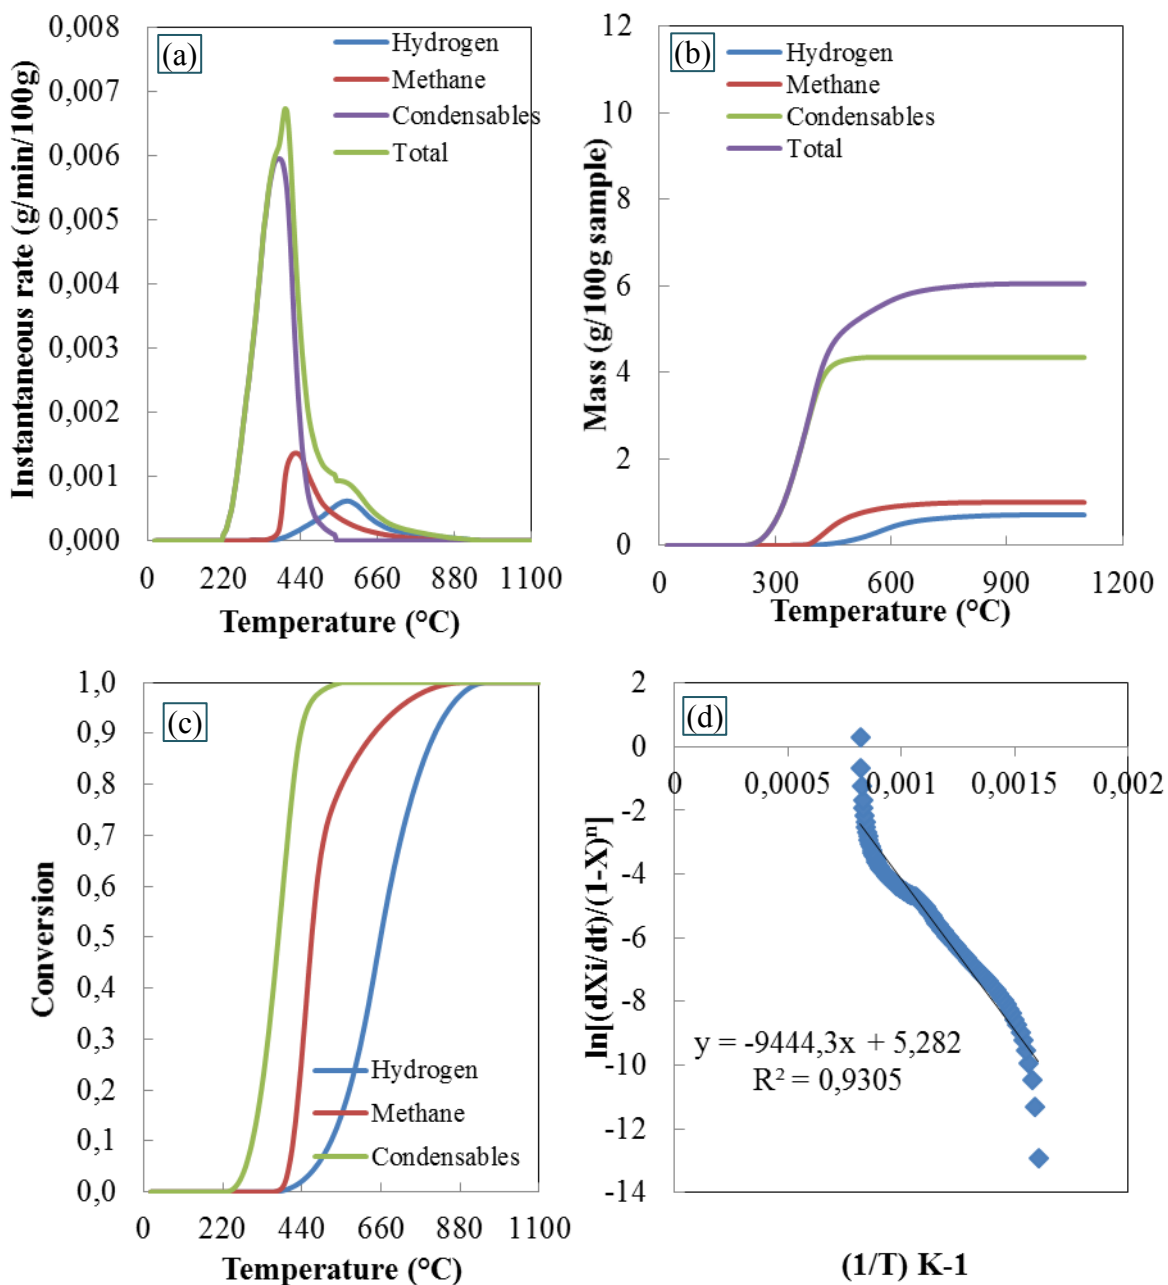 (a)
Instantaneous rate (g/min/100g)
0,008
0,007
0,006
0,005
0,004
0,003
0,002
0,001
0,000
Hydrogen
Methane
Condensables
Total
0 220 440 660 880 1100
Temperature (°C)
(b)
Mass (g/100g sample)
12
10
8
6
4
2
0
Hydrogen
Methane
Condensables
Total
0 300 600 900 1200
Temperature (°C)
(c)
Conversion
1,0
0,9
0,8
0,7
0,6
0,5
0,4
0,3
0,2
0,1
0,0
Hydrogen
Methane
Condensables
0 220 440 660 880 1100
Temperature (°C)
(d)
ln[(dXi/dt)/(1-X)ⁿ]
2
0
-2
-4
-6
-8
-10
-12
-14
0 0,0005 0,001 0,0015 0,002
y = -9444,3x + 5,282
R² = 0,9305
(1/T) K-1